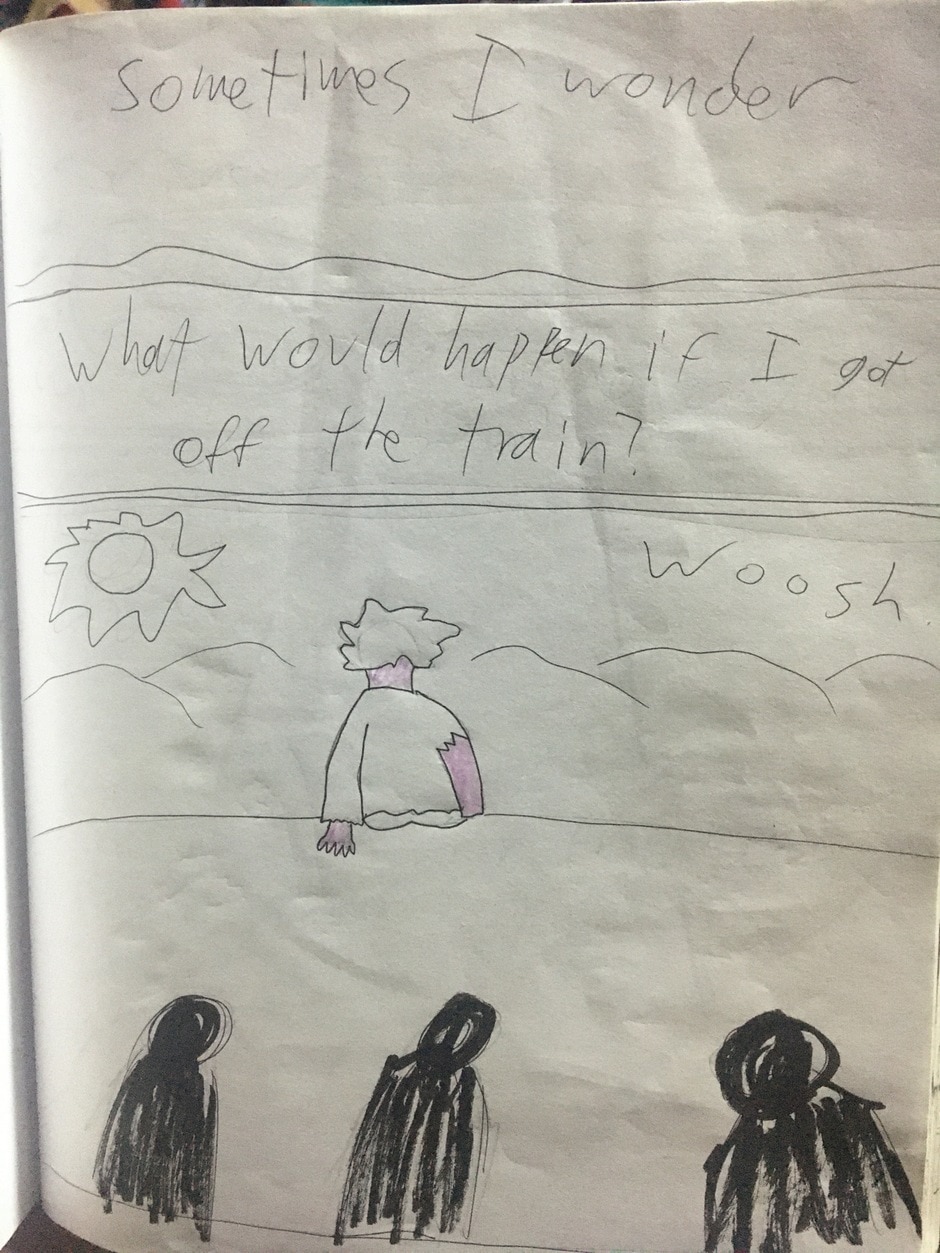 sometimes I wonder
What would happen if I got
off the train?
Woosh